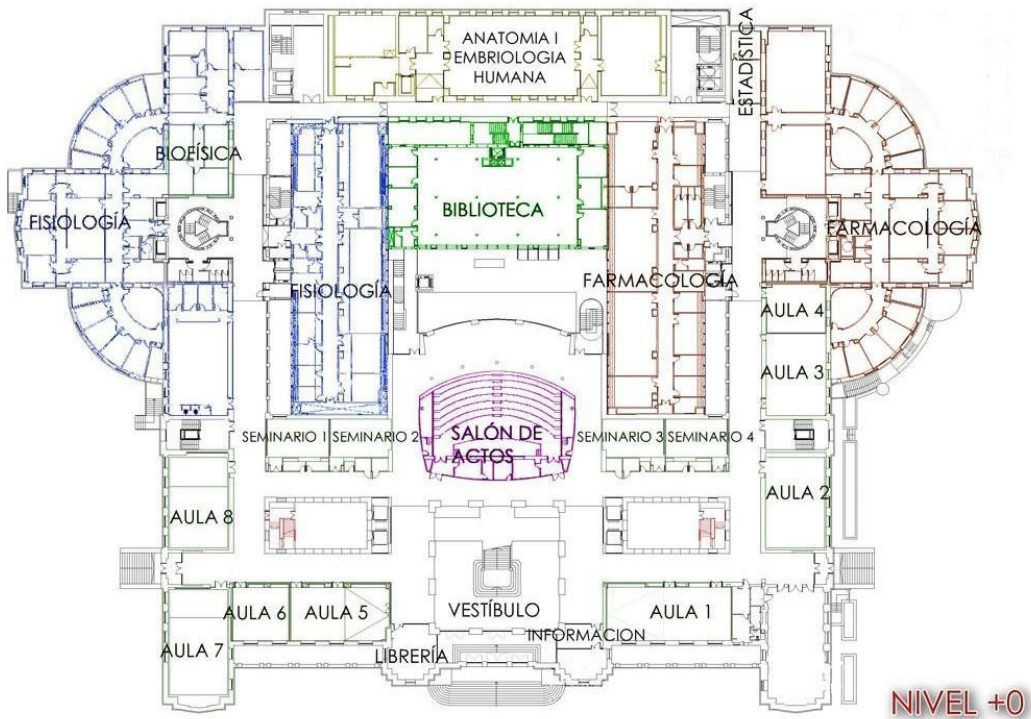 ANATOMIA I
EMBRIOLOGIA
HUMANA
ESTADÍSTICA
BIOFÍSICA
FISIOLOGÍA
BIBLIOTECA
FARMACOLOGÍA
FISIOLOGÍA
FARMACOLOGÍA
AULA 4
AULA 3
SEMINARIO 1
SEMINARIO 2
SALÓN DE
ACTOS
SEMINARIO 3
SEMINARIO 4
AULA 8
AULA 2
AULA 6
AULA 5
VESTÍBULO
AULA 1
INFORMACION
AULA 7
LIBRERÍA
NIVEL +0